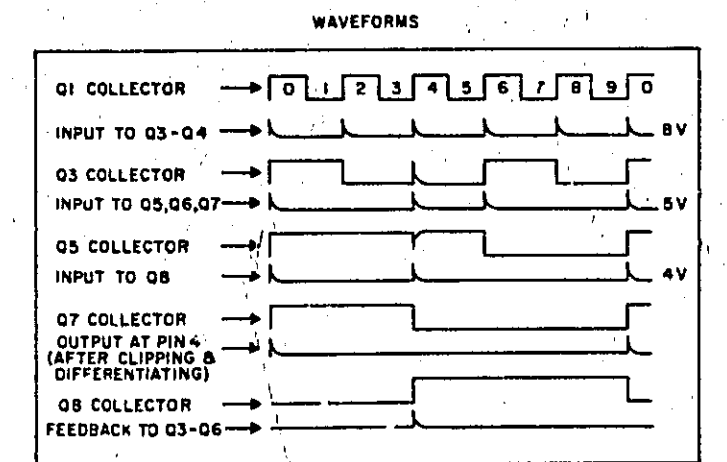 WAVEFORMS
Q1 COLLECTOR 0 1 2 3 4 5 6 7 8 9 0
INPUT TO Q3-Q4 8V
Q3 COLLECTOR
INPUT TO Q5,Q6,Q7 5V
Q5 COLLECTOR
INPUT TO Q8 4V
Q7 COLLECTOR
OUTPUT AT PIN 4
(AFTER CLIPPING &
DIFFERENTIATING)
Q8 COLLECTOR
FEEDBACK TO Q3-Q6